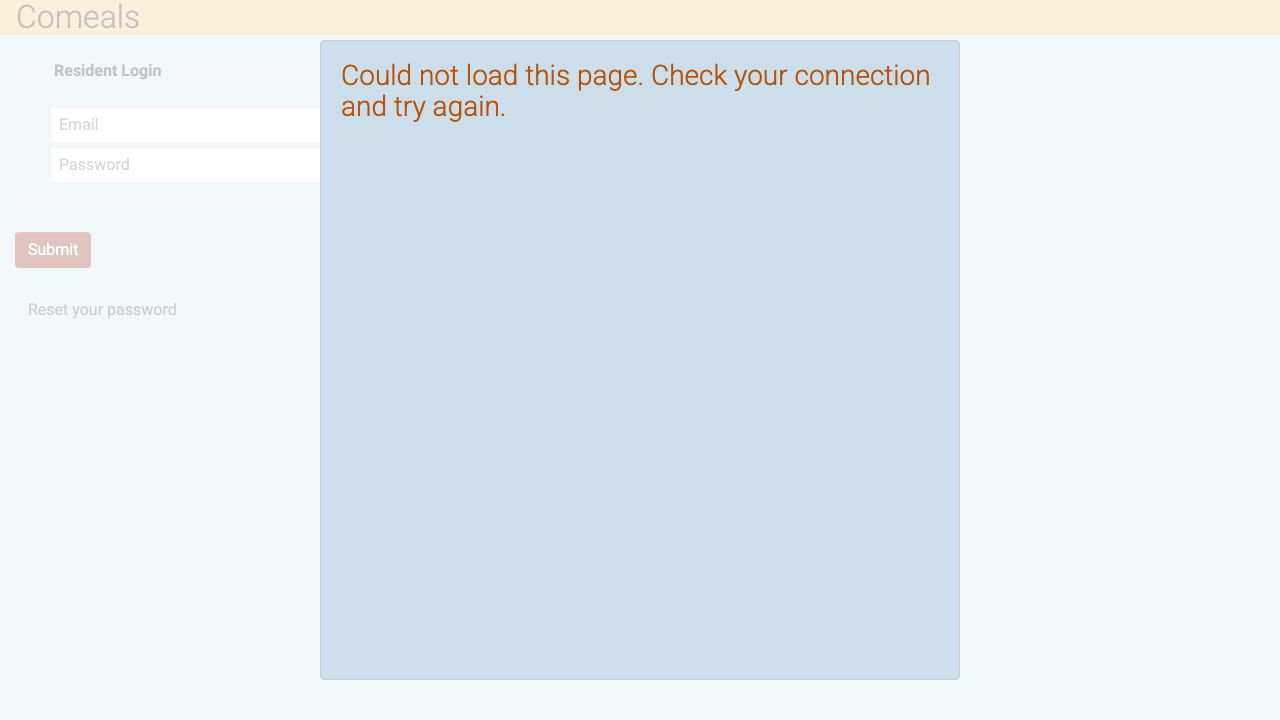 Comeals
Resident Login
Could not load this page. Check your connection
and try again.
Email
Password
Submit
Reset your password